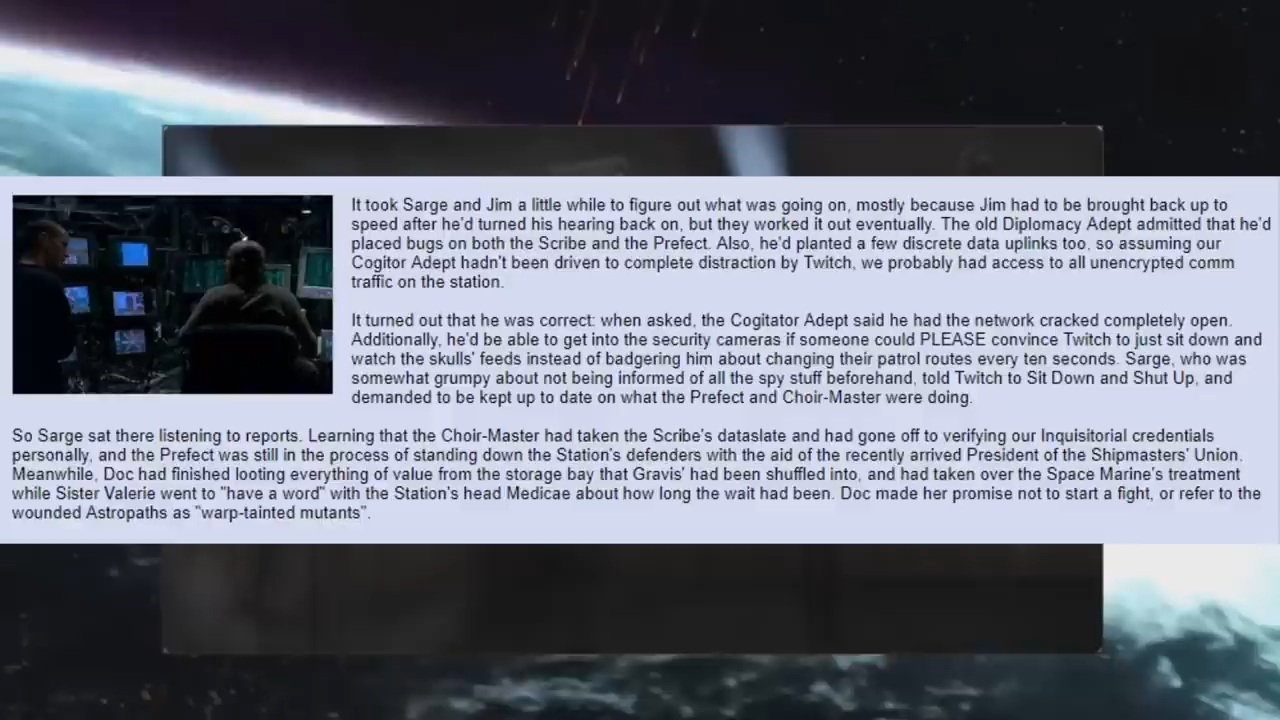 It took Sarge and Jim a little while to figure out what was going on, mostly because Jim had to be brought back up to
speed after he'd turned his hearing back on, but they worked it out eventually. The old Diplomacy Adept admitted that he'd
placed bugs on both the Scribe and the Prefect. Also, he'd planted a few discrete data uplinks too, so assuming our
Cogitor Adept hadn't been driven to complete distraction by Twitch, we probably had access to all unencrypted comm
traffic on the station.
It turned out that he was correct: when asked, the Cogitator Adept said he had the network cracked completely open.
Additionally, he'd be able to get into the security cameras if someone could PLEASE convince Twitch to just sit down and
watch the skulls' feeds instead of badgering him about changing their patrol routes every ten seconds. Sarge, who was
somewhat grumpy about not being informed of all the spy stuff beforehand, told Twitch to Sit Down and Shut Up, and
demanded to be kept up to date on what the Prefect and Choir-Master were doing.
So Sarge sat there listening to reports. Learning that the Choir-Master had taken the Scribe's dataslate and had gone off to verifying our Inquisitorial credentials
personally, and the Prefect was still in the process of standing down the Station's defenders with the aid of the recently arrived President of the Shipmasters' Union.
Meanwhile, Doc had finished looting everything of value from the storage bay that Gravis' had been shuffled into, and had taken over the Space Marine's treatment
while Sister Valerie went to "have a word" with the Station's head Medicae about how long the wait had been. Doc made her promise not to start a fight, or refer to the
wounded Astropaths as "warp-tainted mutants".